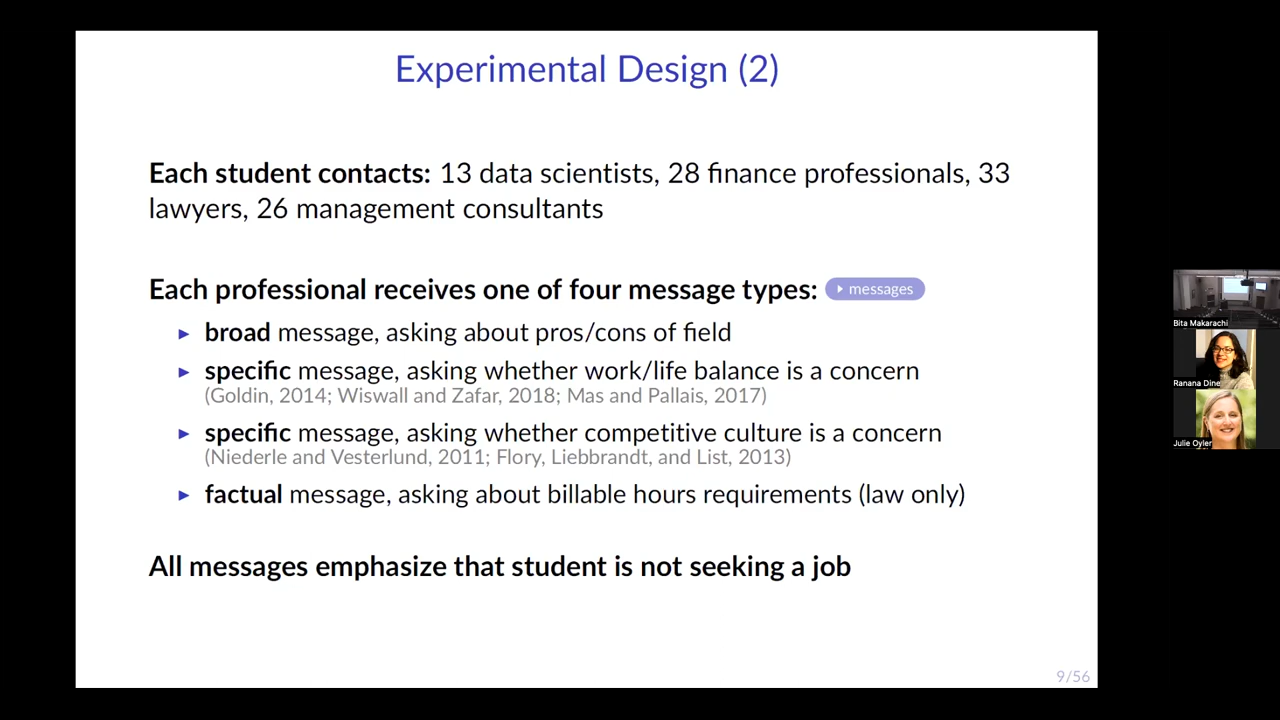 Experimental Design (2)
Each student contacts: 13 data scientists, 28 finance professionals, 33
lawyers, 26 management consultants
Each professional receives one of four message types: messages
broad message, asking about pros/cons of field
specific message, asking whether work/life balance is a concern
(Goldin, 2014; Wiswall and Zafar, 2018; Mas and Pallais, 2017)
specific message, asking whether competitive culture is a concern
(Niederle and Vesterlund, 2011; Flory, Liebbrandt, and List, 2013)
factual message, asking about billable hours requirements (law only)
All messages emphasize that student is not seeking a job
9/56
Bita Makarachi
Ranana Dine
Julie Oyler